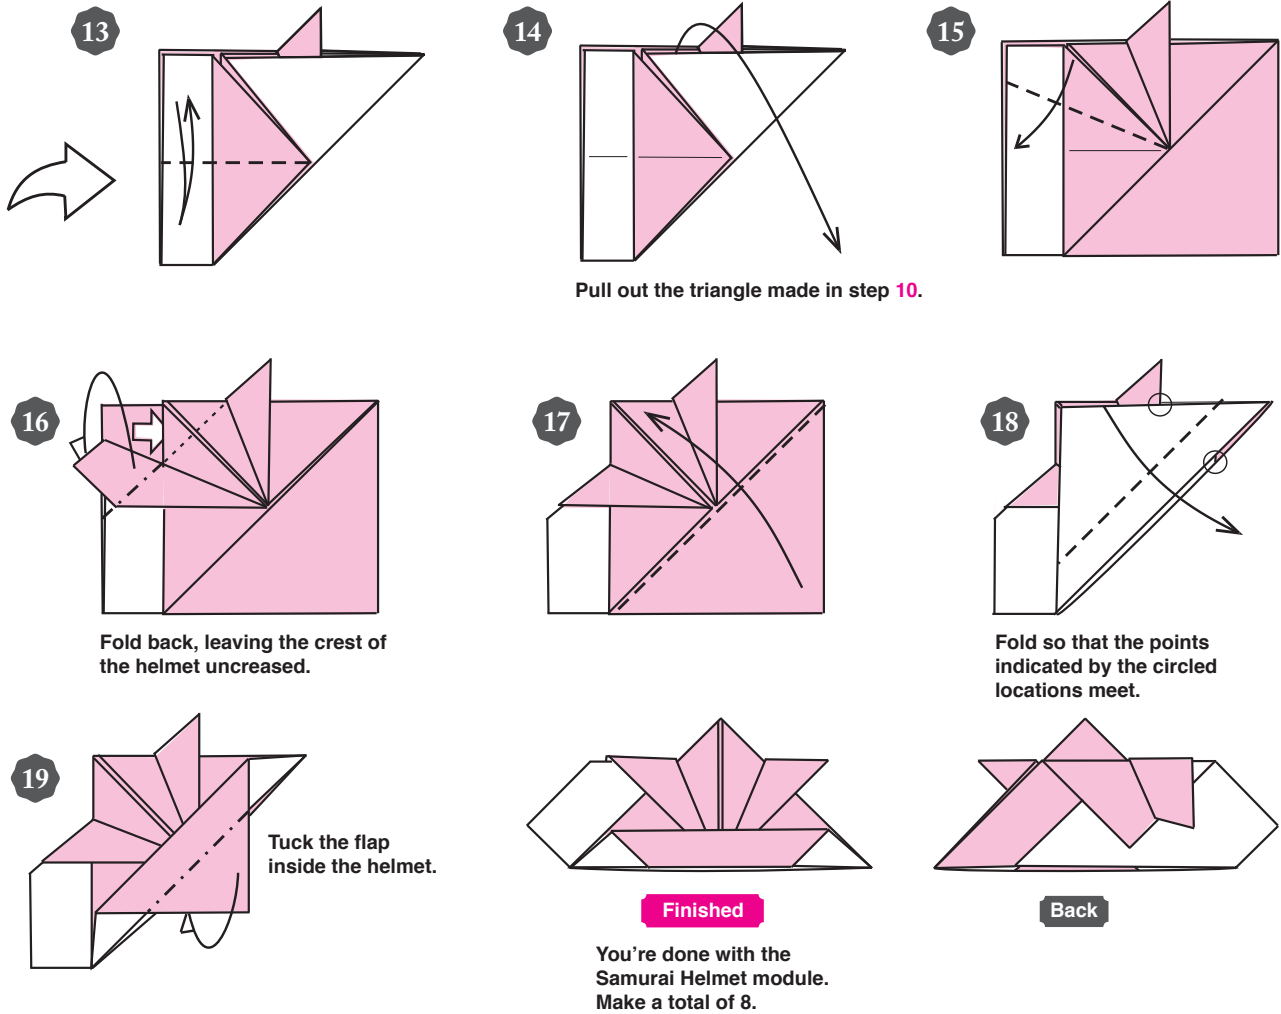 13
14
15
Pull out the triangle made in step 10.
16
17
18
Fold back, leaving the crest of
the helmet uncreased.
Fold so that the points
indicated by the circled
locations meet.
19
Tuck the flap
inside the helmet.
Finished
Back
You’re done with the
Samurai Helmet module.
Make a total of 8.